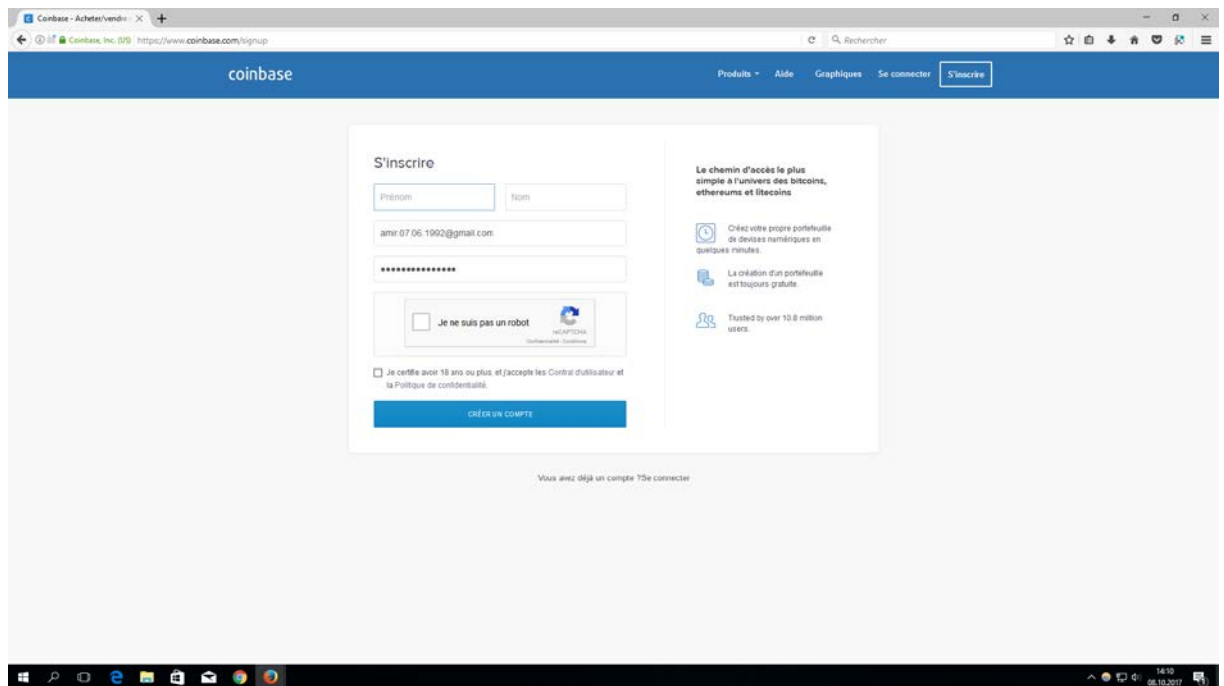 Coinbase - Acheter/vendre
Coinbase, Inc. (US) https://www.coinbase.com/signup
Rechercher
coinbase
Produits Aide Graphiques Se connecter S'inscrire
S'inscrire
Prénom Nom
amir.07.06.1992@gmail.com
Je ne suis pas un robot
reCAPTCHA
Confidentialité - Conditions
Je certifie avoir 18 ans ou plus, et j'accepte les Contrat d'utilisateur et
la Politique de confidentialité.
CRÉER UN COMPTE
Le chemin d'accès le plus
simple à l'univers des bitcoins,
ethereums et litecoins
Créez votre propre portefeuille
de devises numériques en
quelques minutes.
La création d'un portefeuille
est toujours gratuite.
Trusted by over 10.8 million
users.
Vous avez déjà un compte ?Se connecter
14:10
08.10.2017